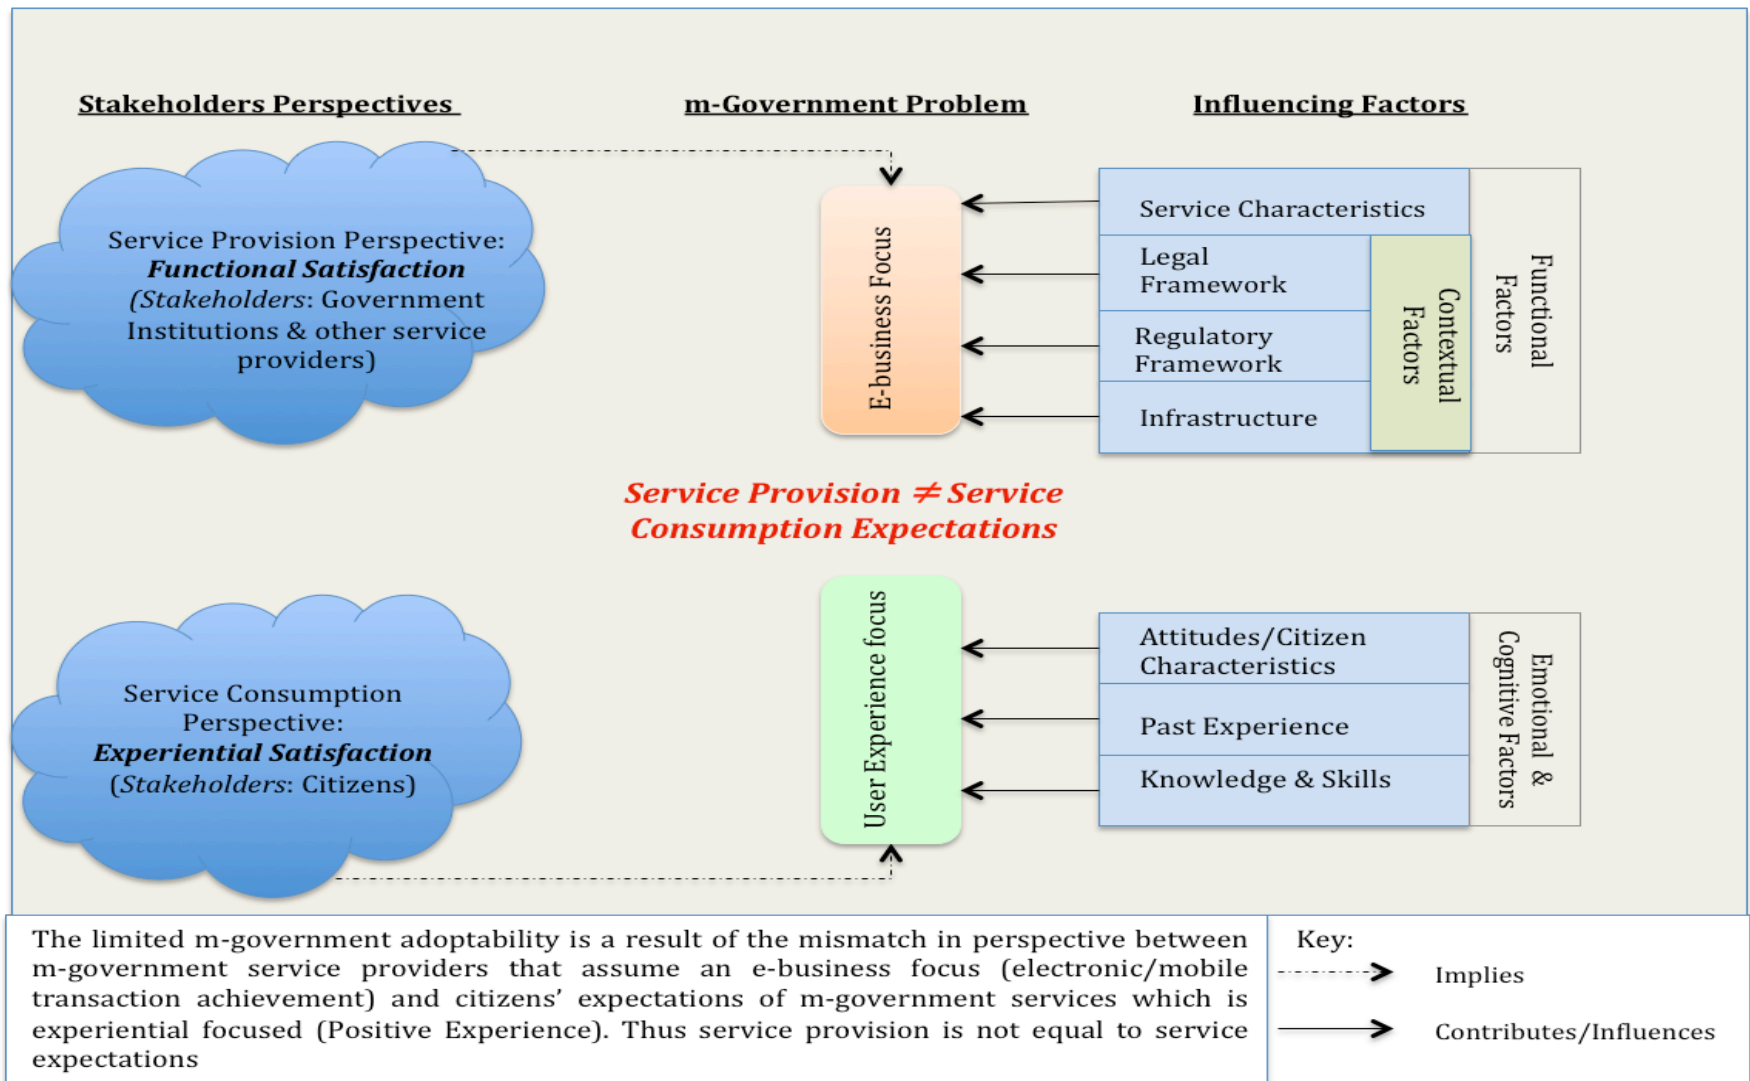 Stakeholders Perspectives
m-Government Problem
Influencing Factors
Service Provision Perspective:
Functional Satisfaction
(Stakeholders: Government
Institutions & other service
providers)
E-business Focus
Service Characteristics
Legal
Framework
Regulatory
Framework
Infrastructure
Contextual
Factors
Functional
Factors
Service Provision ≠ Service
Consumption Expectations
Service Consumption
Perspective:
Experiential Satisfaction
(Stakeholders: Citizens)
User Experience focus
Attitudes/Citizen
Characteristics
Past Experience
Knowledge & Skills
Emotional &
Cognitive Factors
The limited m-government adoptability is a result of the mismatch in perspective between
m-government service providers that assume an e-business focus (electronic/mobile
transaction achievement) and citizens’ expectations of m-government services which is
experiential focused (Positive Experience). Thus service provision is not equal to service
expectations
Key:
Implies
Contributes/Influences